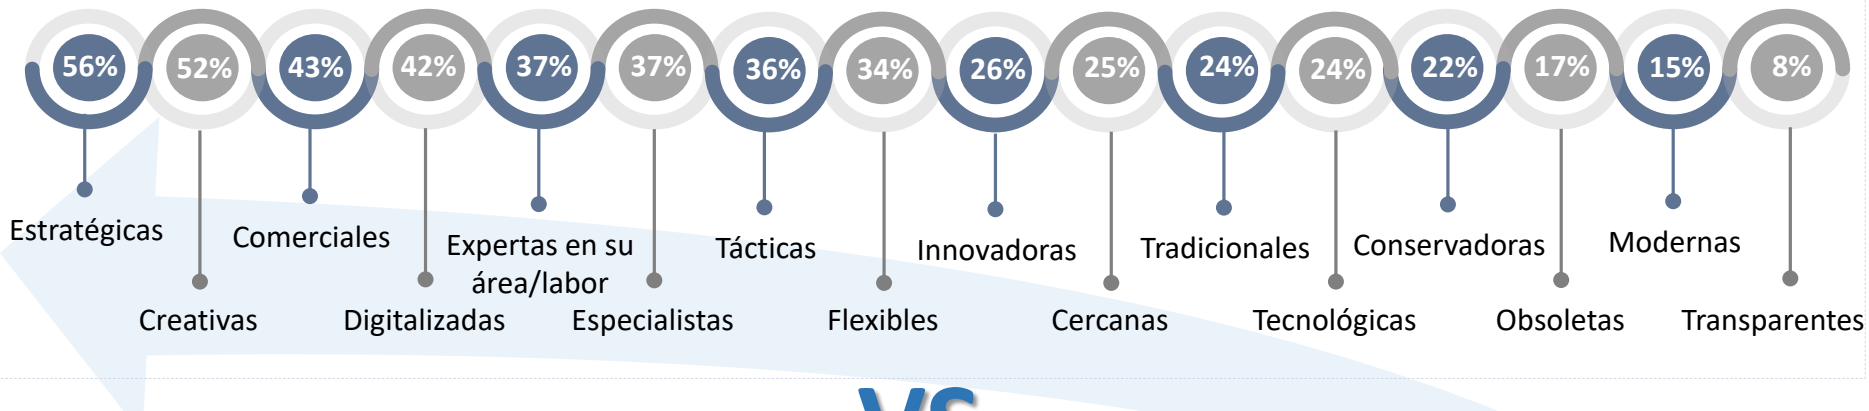 56% 52% 43% 42% 37% 37% 36% 34% 26% 25% 24% 24% 22% 17% 15% 8%
Estratégicas Comerciales Expertas en su Tácticas Innovadoras Tradicionales Conservadoras Modernas
área/labor
Creativas Digitalizadas Especialistas Flexibles Cercanas Tecnológicas Obsoletas Transparentes
VS